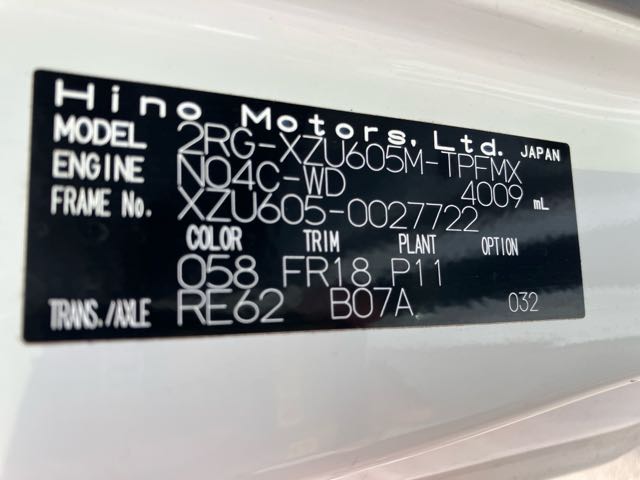 Hino Motors, Ltd. JAPAN
MODEL 2RG-XZU605M-TPFMX
ENGINE N04C-WD 4009 mL
FRAME No. XZU605-0027722
COLOR TRIM PLANT OPTION
058 FR18 P11
TRANS./AXLE RE62 B07A 032